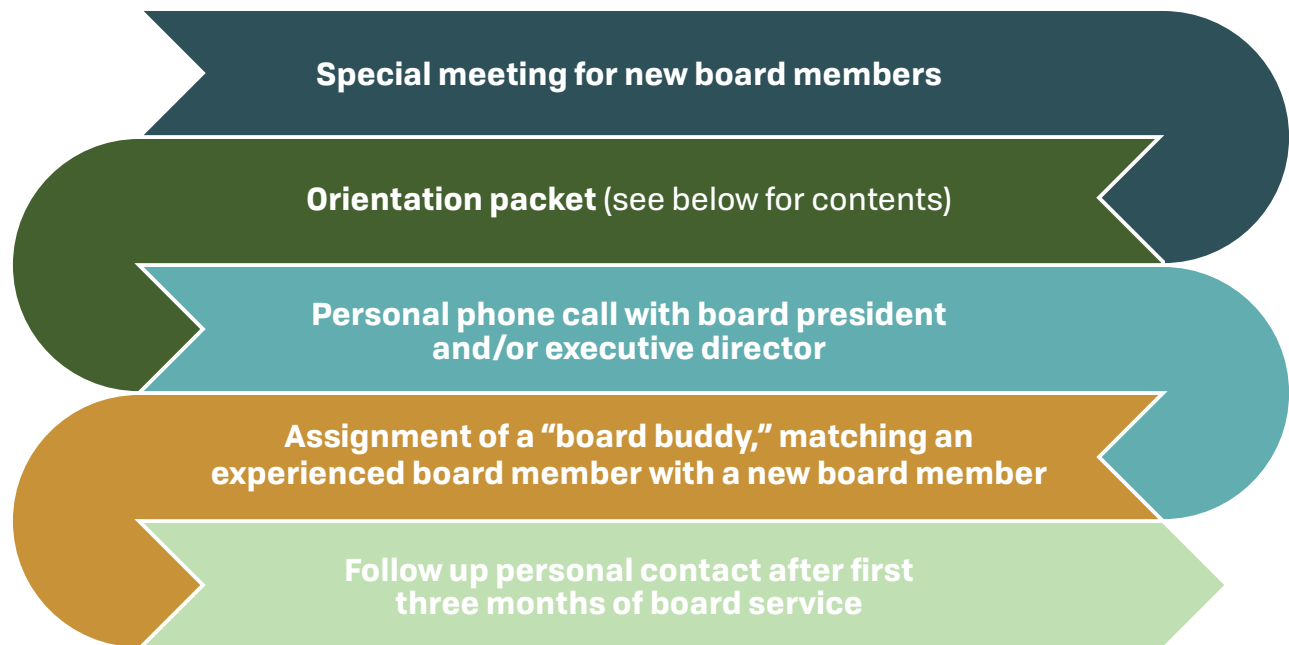 Special meeting for new board members
Orientation packet (see below for contents)
Personal phone call with board president
and/or executive director
Assignment of a “board buddy,” matching an
experienced board member with a new board member
Follow up personal contact after first
three months of board service